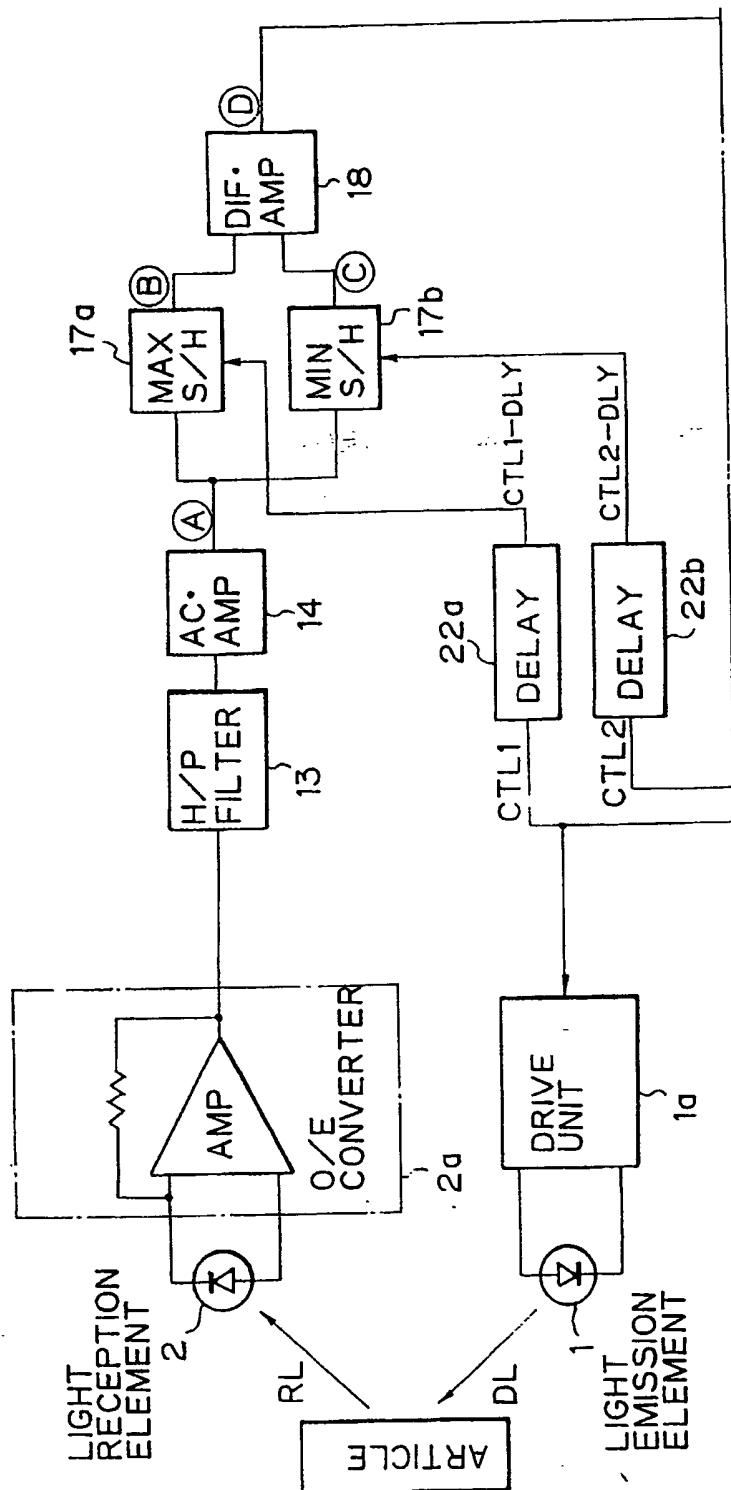 LIGHT
RECEPTION
ELEMENT
2
RL
ARTICLE
DL
1
LIGHT
EMISSION
ELEMENT
AMP
O/E
CONVERTER
2a
DRIVE
UNIT
1a
H/P
FILTER
13
AC・
AMP
14
A
17a
MAX
S/H
B
MIN
S/H
17b
C
DIF・
AMP
18
D
CTL1
22a
DELAY
CTL1-DLY
CTL2
DELAY
22b
CTL2-DLY